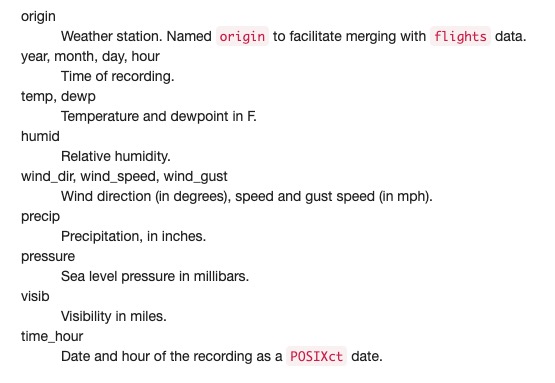 origin
Weather station. Named origin to facilitate merging with flights data.
year, month, day, hour
Time of recording.
temp, dewp
Temperature and dewpoint in F.
humid
Relative humidity.
wind_dir, wind_speed, wind_gust
Wind direction (in degrees), speed and gust speed (in mph).
precip
Precipitation, in inches.
pressure
Sea level pressure in millibars.
visib
Visibility in miles.
time_hour
Date and hour of the recording as a POSIXct date.